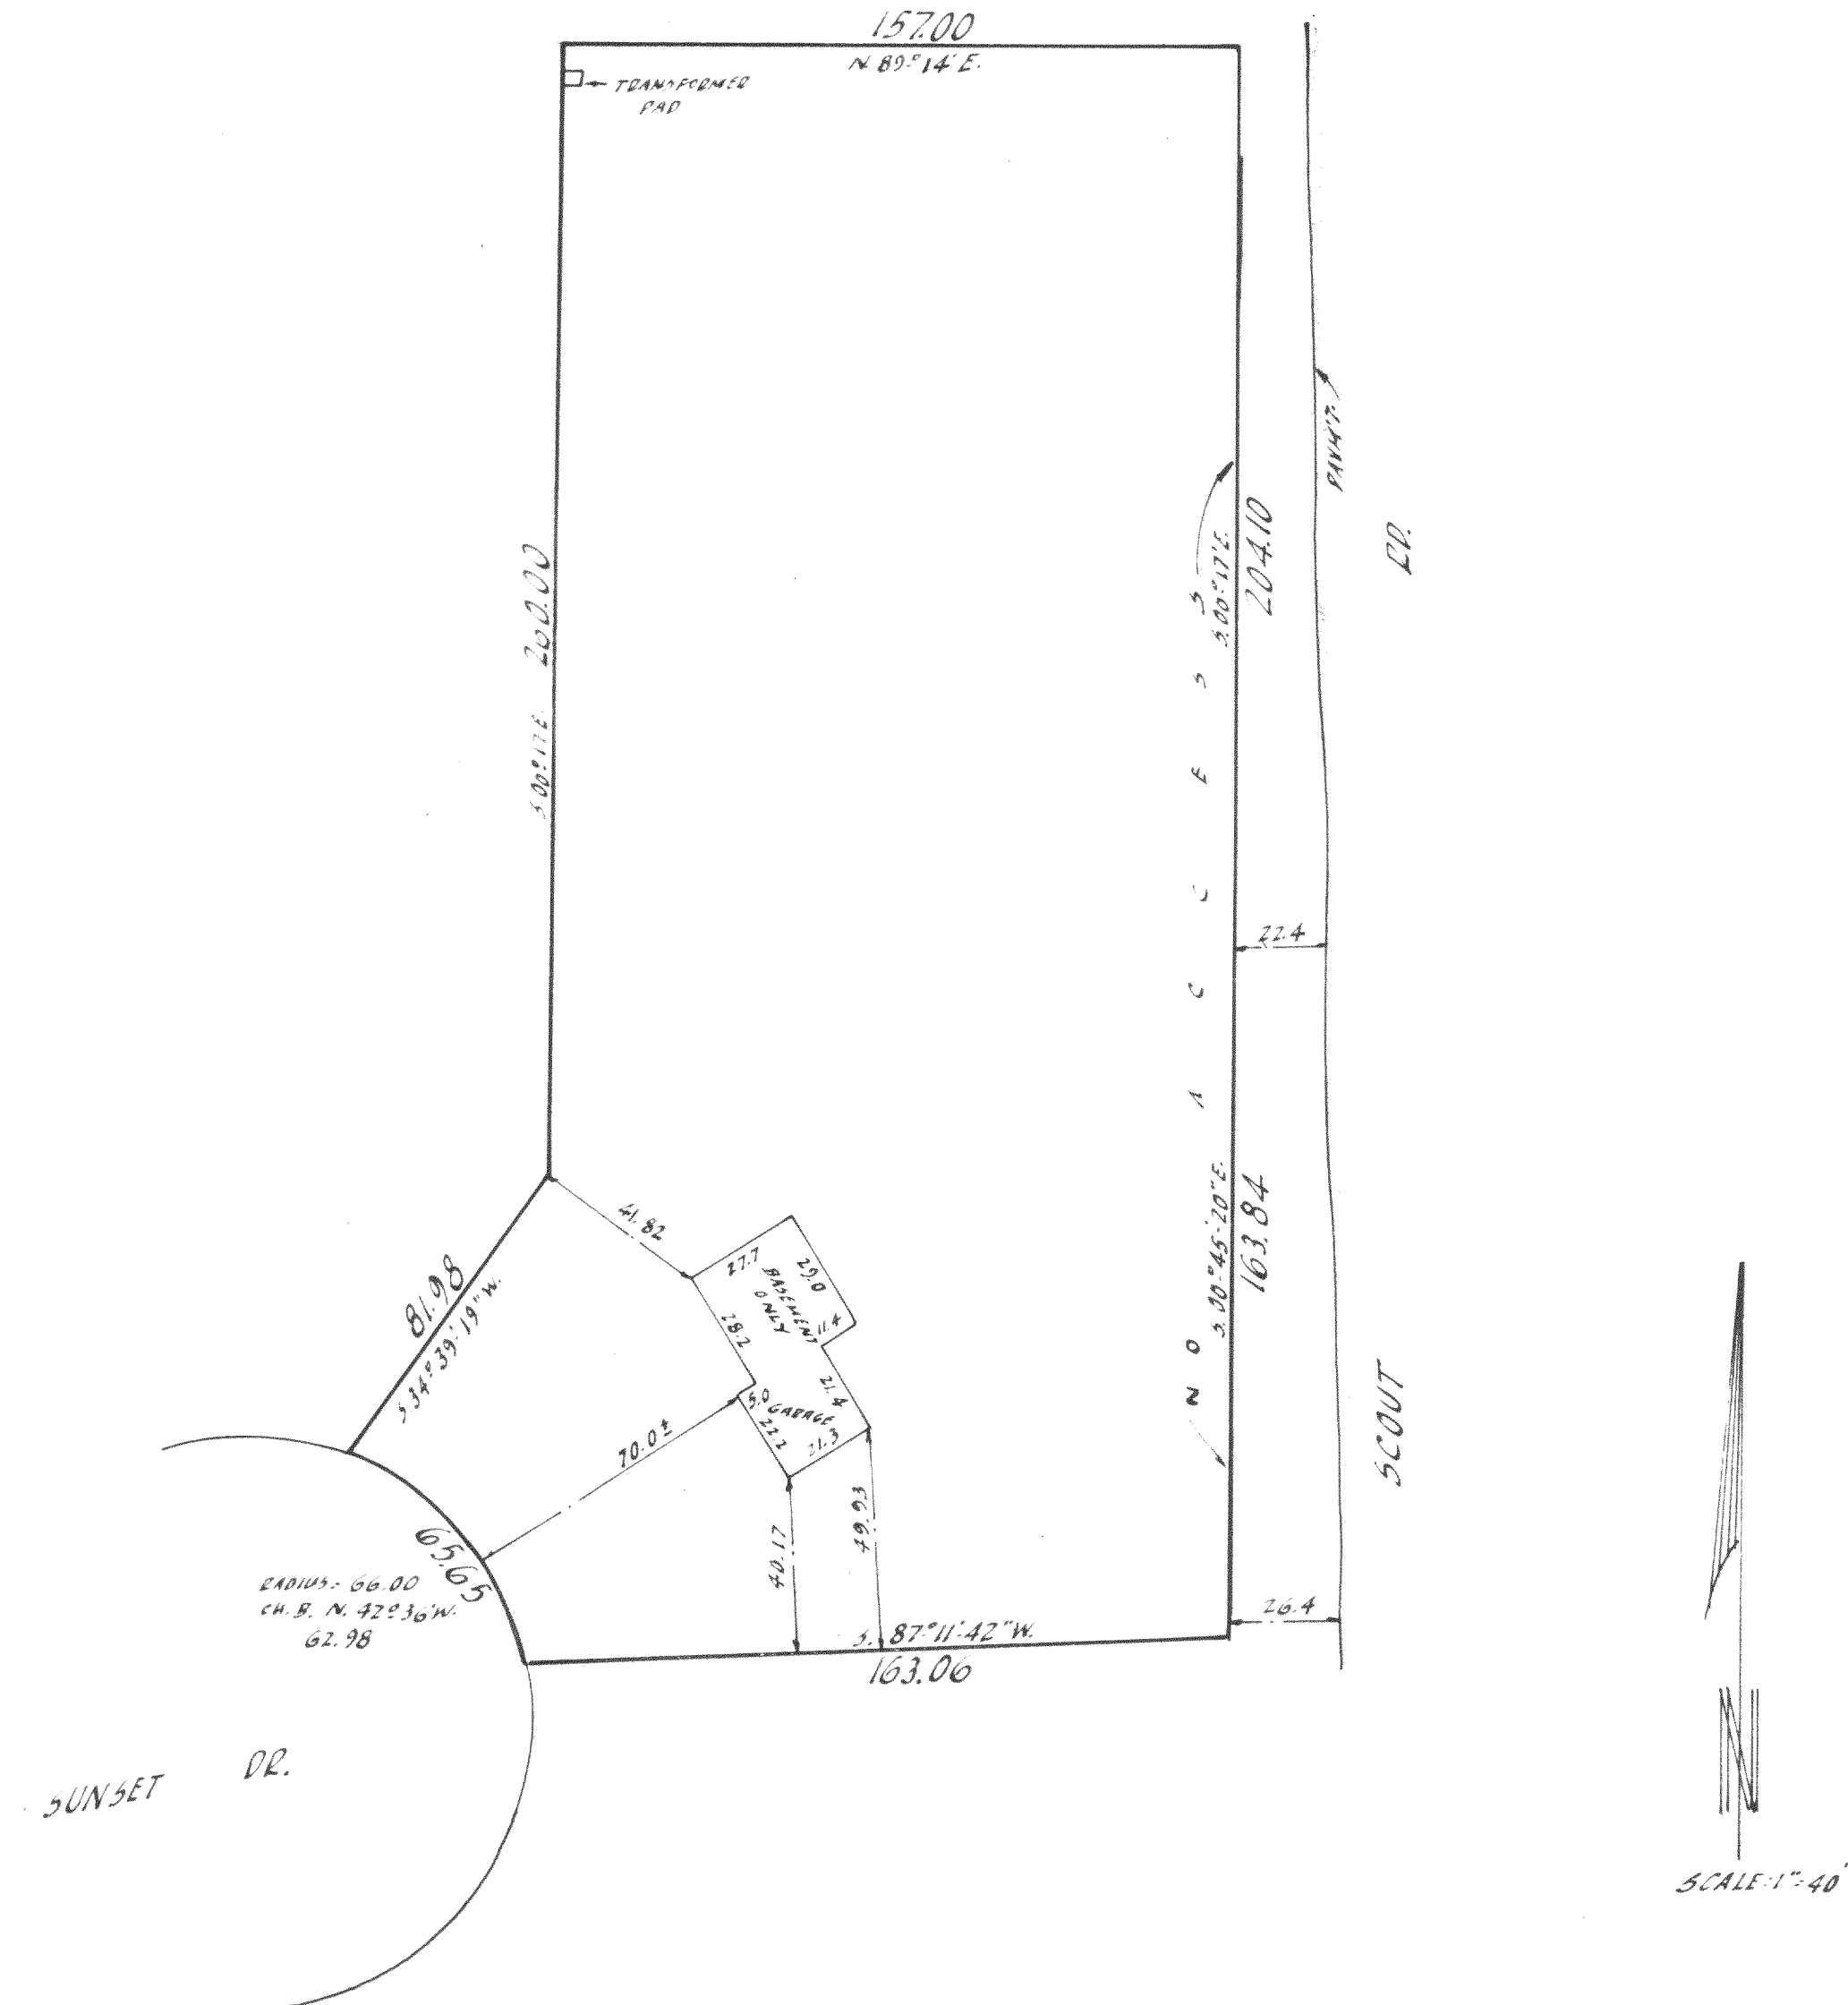 157.00
N 89°14' E.
TRANSFORMER
PAD
PAVM'T.
RD.
S.00°17'E. 200.00
S.00°17'E.
204.10
NO ACCESS
22.4
S.00°45'20"E.
163.84
41.82
27.7
29.0
BASEMENT
ONLY
11.4
28.2
21.4
5.0
GARAGE
22.2
21.3
81.98
S.34°39'19"W.
70.0±
SCOUT
40.17
49.93
65.65
RADIUS= 66.00
CH. B. N. 42°36'W.
62.98
26.4
S. 87°11'42"W.
163.06
SUNSET DR.
N
SCALE:1"=40'